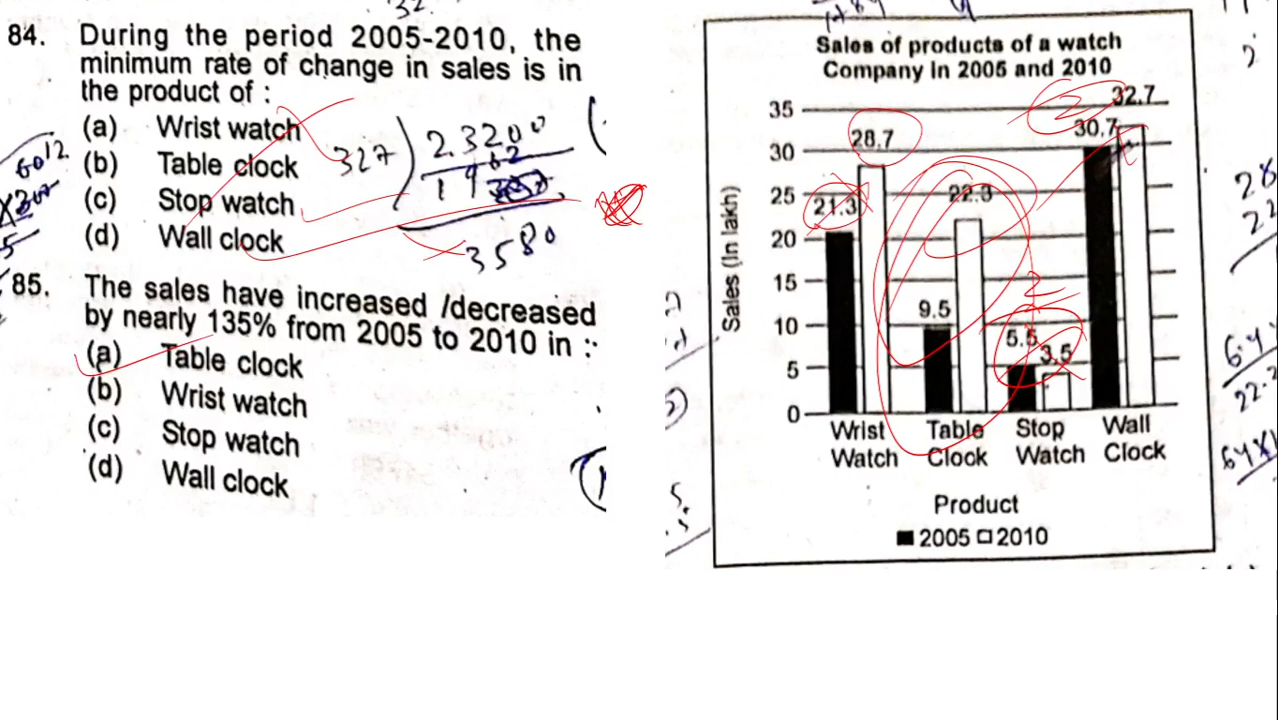 84. During the period 2005-2010, the
minimum rate of change in sales is in
the product of :
(a) Wrist watch
(b) Table clock
(c) Stop watch
(d) Wall clock
327) 23200
3580
6012
85. The sales have increased /decreased
by nearly 135% from 2005 to 2010 in :
(a) Table clock
(b) Wrist watch
(c) Stop watch
(d) Wall clock
Sales of products of a watch
Company In 2005 and 2010
Sales (In lakh)
35
30
25
20
15
10
5
0
21.3
28.7
9.5
22.3
5.5
3.5
30.7
32.7
2
2
Wrist
Watch
Table
Clock
Stop
Watch
Wall
Clock
Product
2005 2010